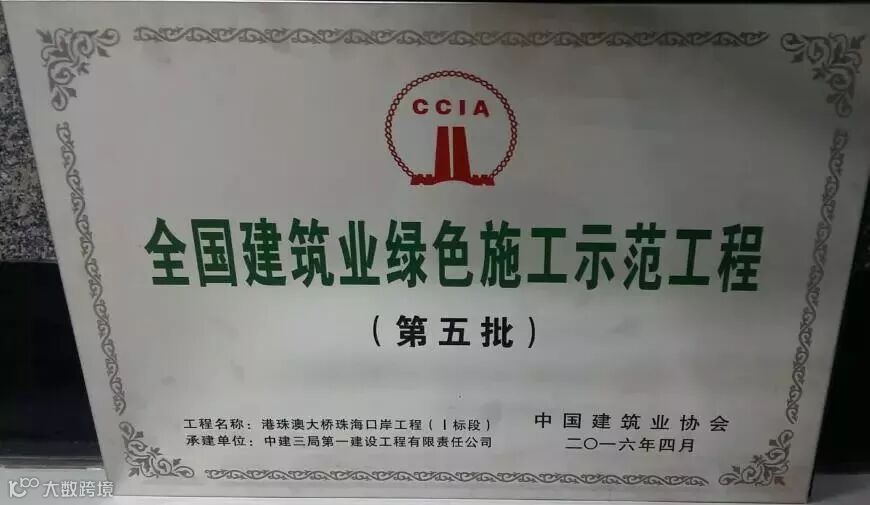 CCIA
全国建筑业绿色施工示范工程
（第五批）
工程名称：港珠澳大桥珠海口岸工程（Ⅰ标段）
承建单位：中建三局第一建设工程有限责任公司
中国建筑业协会
二〇一六年四月
大数跨境